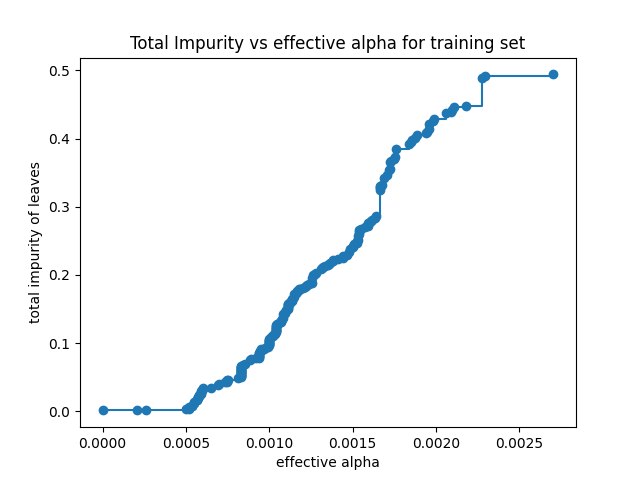 Total Impurity vs effective alpha for training set
total impurity of leaves
0.5
0.4
0.3
0.2
0.1
0.0
0.0000 0.0005 0.0010 0.0015 0.0020 0.0025
effective alpha